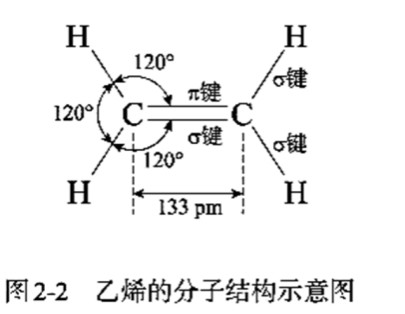 H H
120° σ键
π键
120° C C
σ键 σ键
120°
H H
133 pm
图2-2 乙烯的分子结构示意图